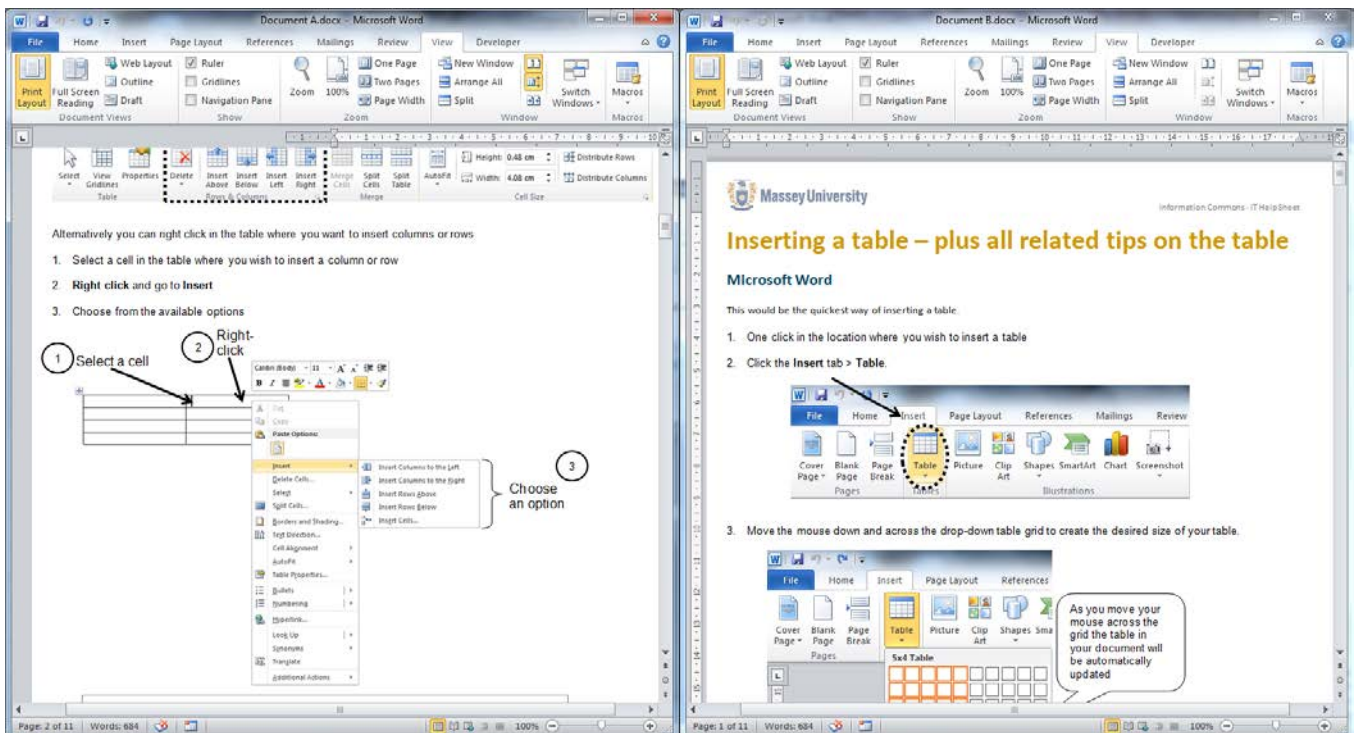 Document A.docx - Microsoft Word
File Home Insert Page Layout References Mailings Review View Developer
Print Layout
Full Screen Reading
Web Layout
Outline
Draft
Document Views
Ruler
Gridlines
Navigation Pane
Show
Zoom
100%
One Page
Two Pages
Page Width
Zoom
New Window
Arrange All
Split
Switch Windows
Window
Macros
Macros
Select
View Gridlines
Properties
Table
Delete
Insert Above
Insert Below
Insert Left
Insert Right
Rows & Columns
Merge Cells
Split Cells
Split Table
Merge
AutoFit
Height: 0.48 cm
Width: 4.08 cm
Distribute Rows
Distribute Columns
Cell Size
Alternatively you can right click in the table where you want to insert columns or rows
1. Select a cell in the table where you wish to insert a column or row
2. Right click and go to Insert
3. Choose from the available options
1 Select a cell
2 Right-
click
11
Cut
Copy
Paste Options:
Insert
Delete Cells...
Select
Split Cells...
Borders and Shading...
Text Direction...
Cell Alignment
AutoFit
Table Properties...
Bullets
Numbering
Hyperlink...
Look Up
Synonyms
Translate
Additional Actions
Insert Columns to the Left
Insert Columns to the Right
Insert Rows Above
Insert Rows Below
Insert Cells...
3
Choose
an option
Page: 2 of 11 Words: 684 100%
Document B.docx - Microsoft Word
File Home Insert Page Layout References Mailings Review View Developer
Print Layout
Full Screen Reading
Web Layout
Outline
Draft
Document Views
Ruler
Gridlines
Navigation Pane
Show
Zoom
100%
One Page
Two Pages
Page Width
Zoom
New Window
Arrange All
Split
Switch Windows
Window
Macros
Macros
Massey University
Information Commons - IT Help Sheet
Inserting a table – plus all related tips on the table
Microsoft Word
This would be the quickest way of inserting a table
1. One click in the location where you wish to insert a table
2. Click the Insert tab > Table.
File Home Insert Page Layout References Mailings Review
Cover Page
Blank Page
Page Break
Pages
Table
Tables
Picture
Clip Art
Shapes
SmartArt
Chart
Screenshot
Illustrations
3. Move the mouse down and across the drop-down table grid to create the desired size of your table.
File Home Insert Page Layout References
Cover Page
Blank Page
Page Break
Pages
Table
Picture
Clip Art
Shapes
Sma
5x4 Table
As you move your
mouse across the
grid the table in
your document will
be automatically
updated
Page: 1 of 11 Words: 684 100%